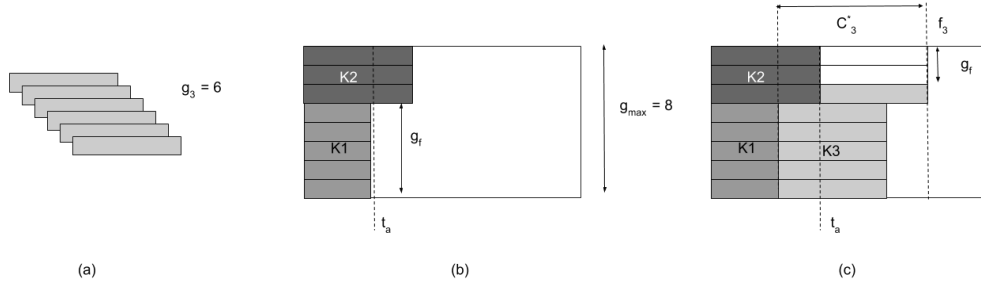 g3 = 6
(a)
K2
K1
gf
gmax = 8
ta
(b)
C*3
f3
K2
gf
K1
K3
ta
(c)